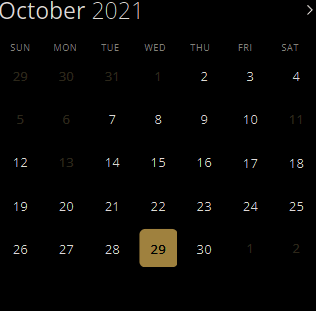 October 2021 >
SUN MON TUE WED THU FRI SAT
29 30 31 1 2 3 4
5 6 7 8 9 10 11
12 13 14 15 16 17 18
19 20 21 22 23 24 25
26 27 28 29 30 1 2